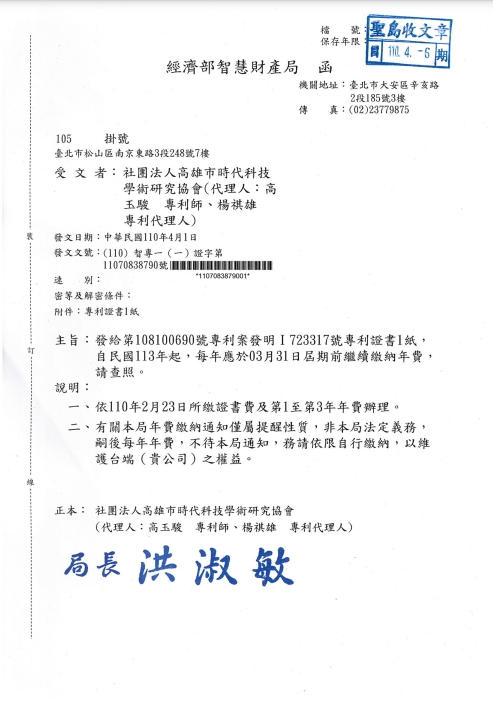 檔　　號：
保存年限：
聖島收文章
日 110. 4. -6 期
經濟部智慧財產局　函
機關地址：臺北市大安區辛亥路
2段185號3樓
傳　　真：(02)23779875
105　　掛號
臺北市松山區南京東路3段248號7樓
受 文 者：社團法人高雄市時代科技
學術研究協會(代理人：高
玉駿　專利師、楊祺雄
專利代理人)
發文日期：中華民國110年4月1日
發文文號：(110) 智專一 (一) 證字第
11070838790號
*11070838790​01*
速　　別：
密等及解密條件：
附件：專利證書1紙
裝
主旨：發給第108100690號專利案發明Ｉ723317號專利證書1紙，
自民國113年起，每年應於03月31日屆期前繼續繳納年費，
請查照。
訂
說明：
一、依110年2月23日所繳證書費及第1至第3年年費辦理。
二、有關本局年費繳納通知僅屬提醒性質，非本局法定義務，
嗣後每年年費，不待本局通知，務請依限自行繳納，以維
護台端（貴公司）之權益。
線
正本：社團法人高雄市時代科技學術研究協會
(代理人：高玉駿　專利師、楊祺雄　專利代理人)
局長 洪淑敏